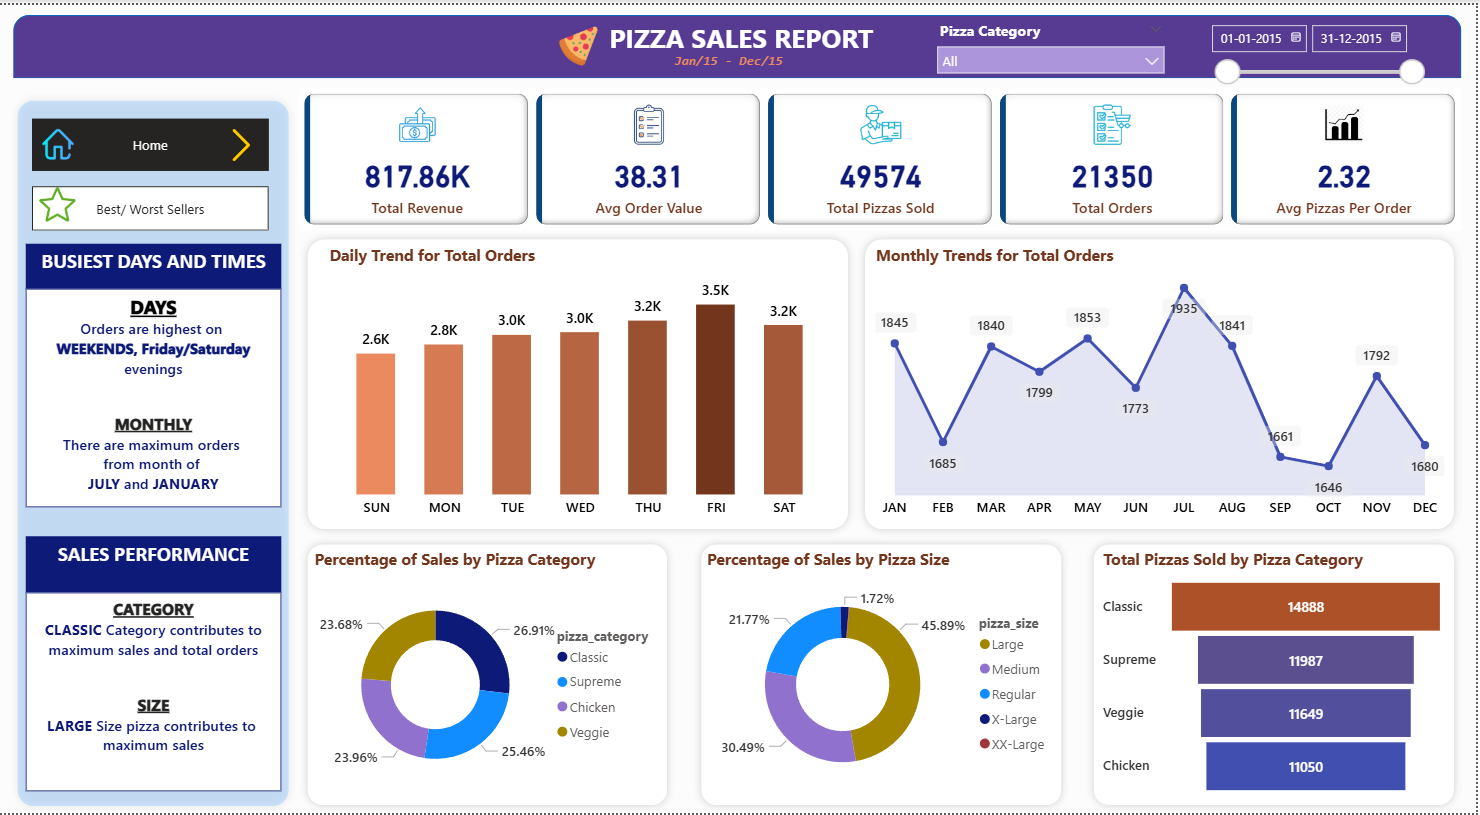 PIZZA SALES REPORT
Jan/15 - Dec/15
Pizza Category
All
01-01-2015
31-12-2015
Home
Best/ Worst Sellers
BUSIEST DAYS AND TIMES
DAYS
Orders are highest on
WEEKENDS, Friday/Saturday
evenings
MONTHLY
There are maximum orders
from month of
JULY and JANUARY
SALES PERFORMANCE
CATEGORY
CLASSIC Category contributes to
maximum sales and total orders
SIZE
LARGE Size pizza contributes to
maximum sales
817.86K
Total Revenue
38.31
Avg Order Value
49574
Total Pizzas Sold
21350
Total Orders
2.32
Avg Pizzas Per Order
Daily Trend for Total Orders
2.6K
2.8K
3.0K
3.0K
3.2K
3.5K
3.2K
SUN MON TUE WED THU FRI SAT
Monthly Trends for Total Orders
1845
1685
1840
1799
1853
1773
1935
1841
1661
1646
1792
1680
JAN FEB MAR APR MAY JUN JUL AUG SEP OCT NOV DEC
Percentage of Sales by Pizza Category
26.91%
25.46%
23.96%
23.68%
pizza_category
Classic
Supreme
Chicken
Veggie
Percentage of Sales by Pizza Size
1.72%
45.89%
30.49%
21.77%
pizza_size
Large
Medium
Regular
X-Large
XX-Large
Total Pizzas Sold by Pizza Category
Classic 14888
Supreme 11987
Veggie 11649
Chicken 11050